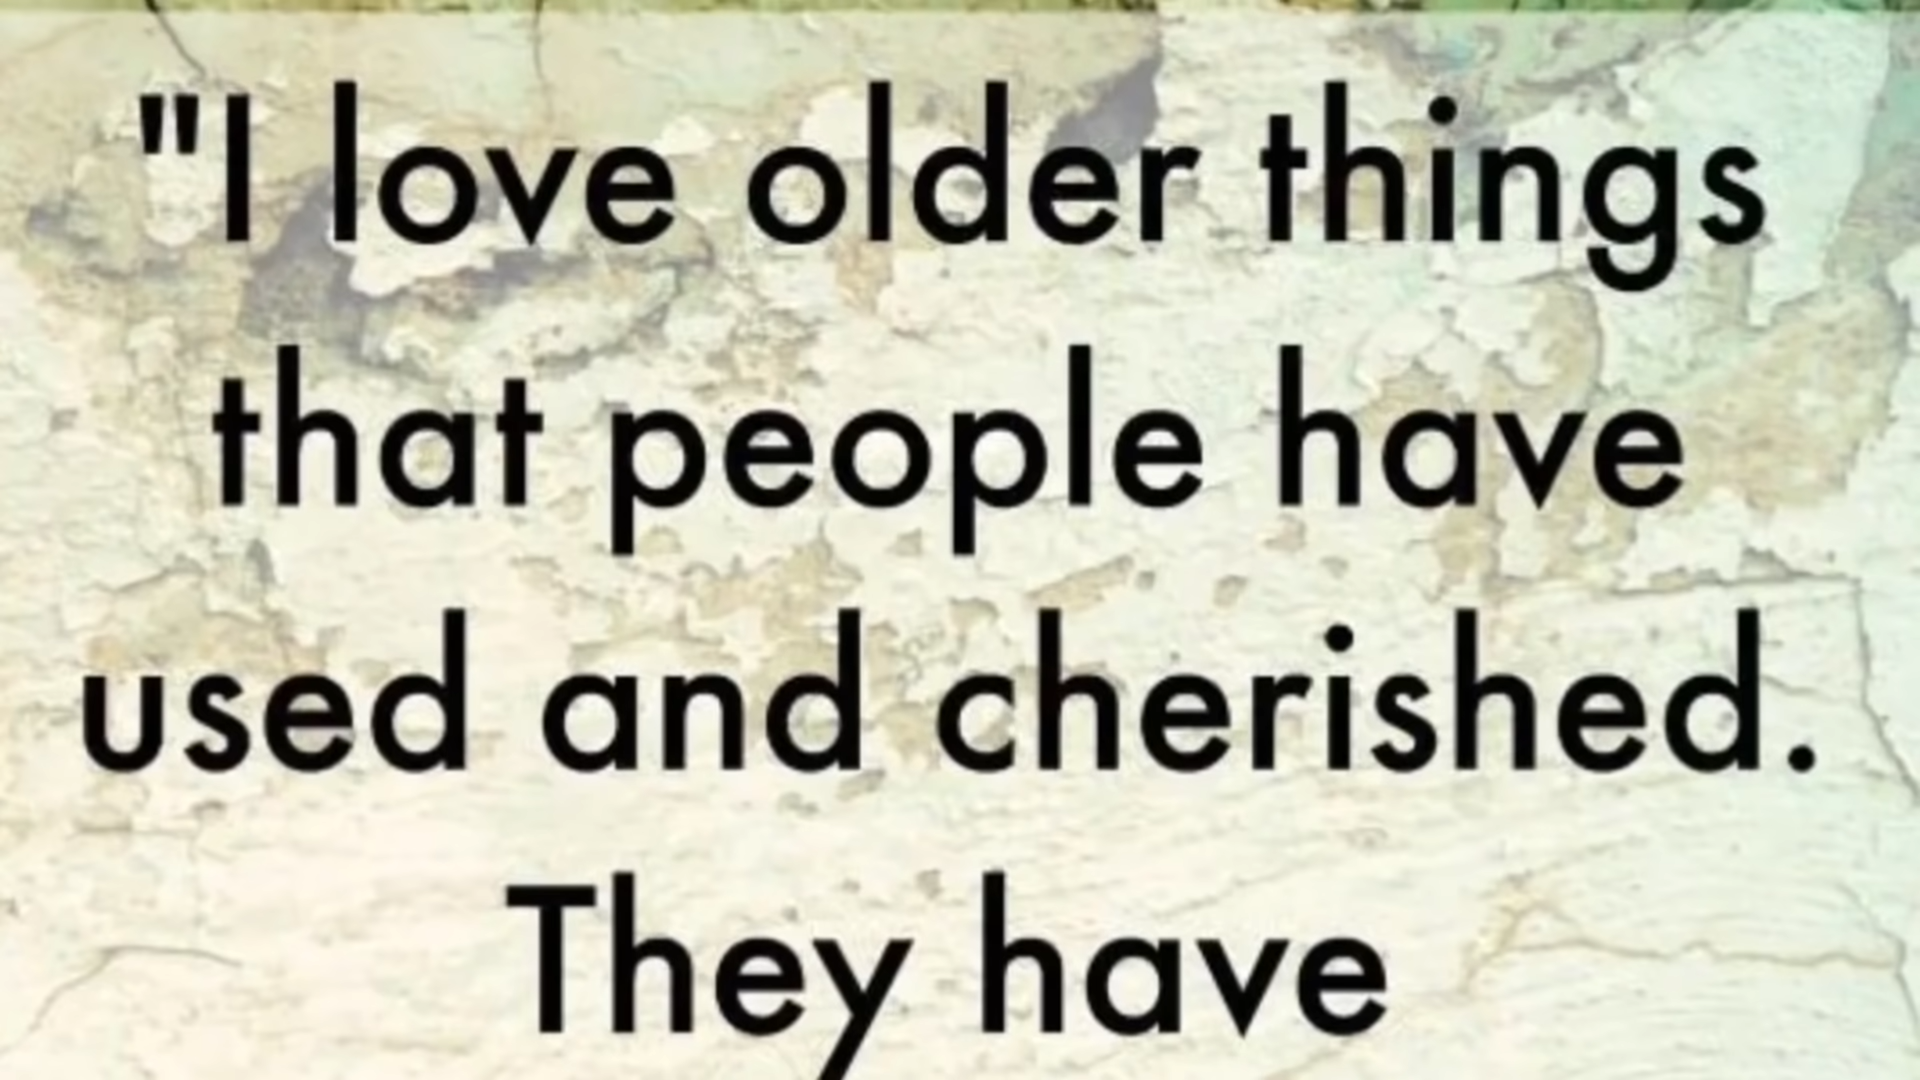 "I love older things
that people have
used and cherished.
They have